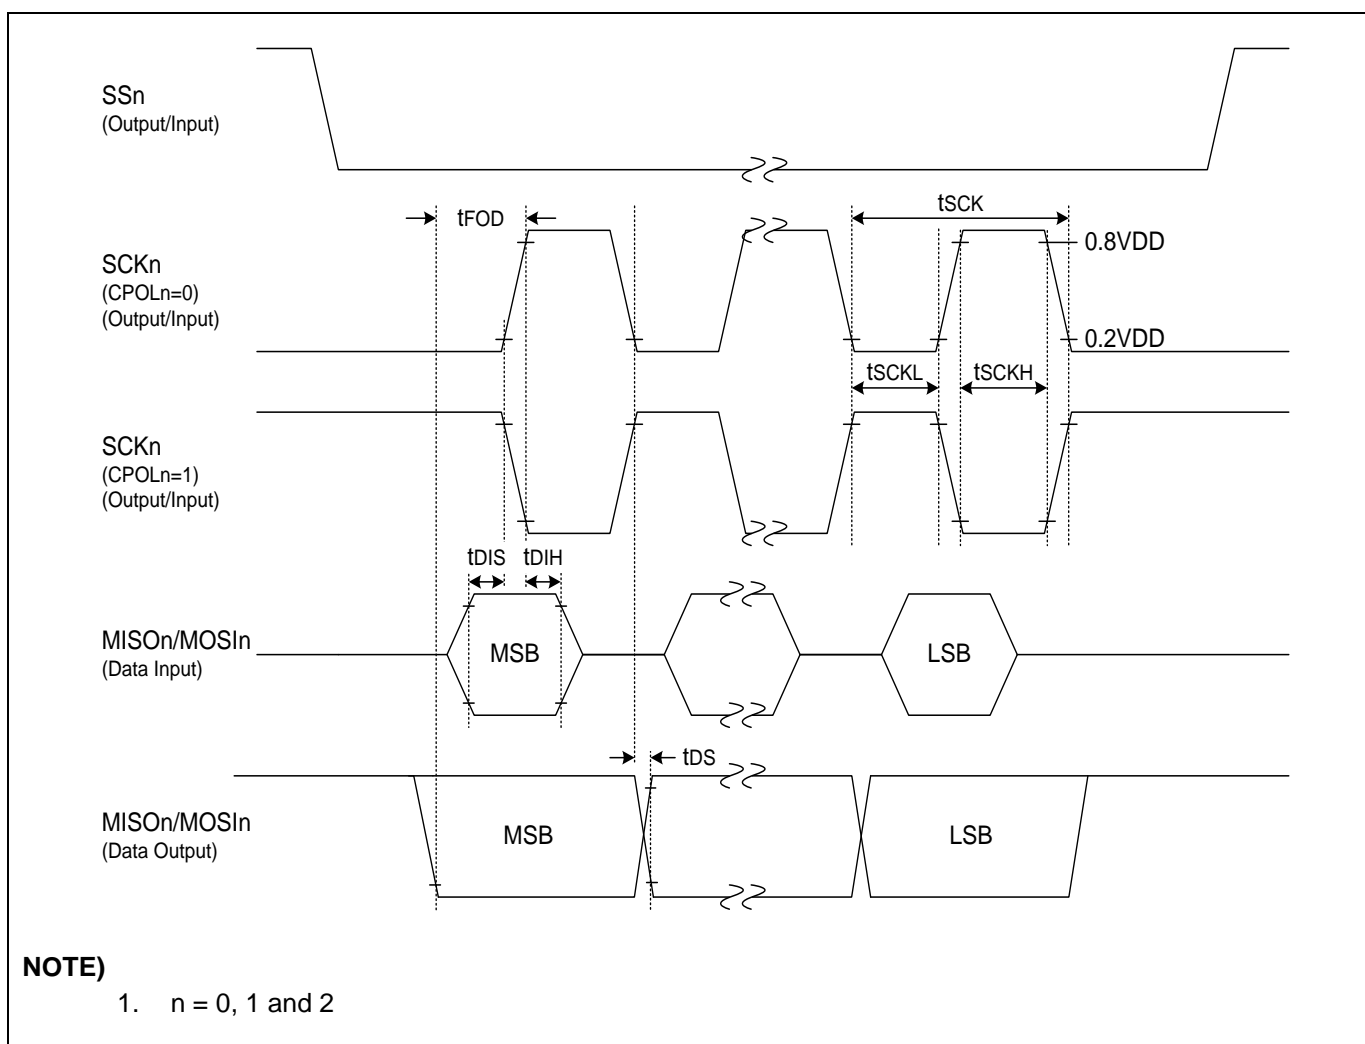 SSn
(Output/Input)
tFOD
tSCK
0.8VDD
SCKn
(CPOLn=0)
(Output/Input)
0.2VDD
tSCKL
tSCKH
SCKn
(CPOLn=1)
(Output/Input)
tDIS
tDIH
MISOn/MOSIn
(Data Input)
MSB
LSB
tDS
MISOn/MOSIn
(Data Output)
MSB
LSB
NOTE)
1. n = 0, 1 and 2